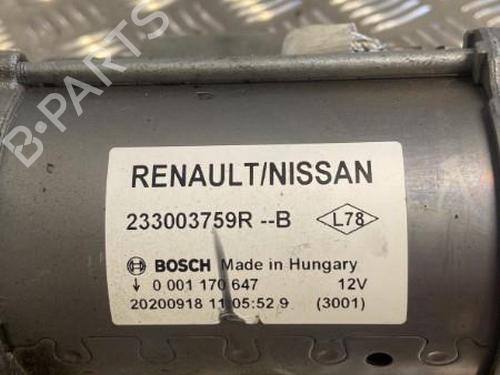 B-PARTS
RENAULT/NISSAN
233003759R --B L78
BOSCH Made in Hungary
0 001 170 647 12V
20200918 11:05:52 9 (3001)